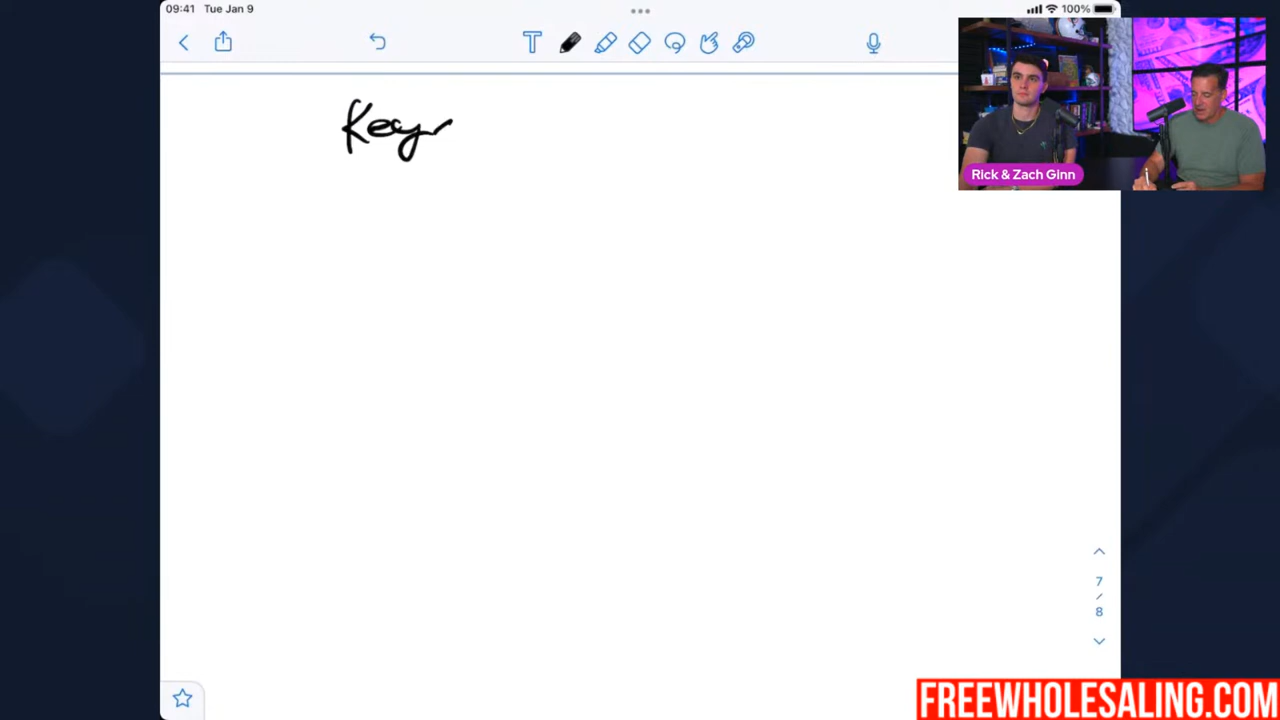 09:41 Tue Jan 9
100%
T
Key
Rick & Zach Ginn
7
/
8
FREEWHOLESALING.COM